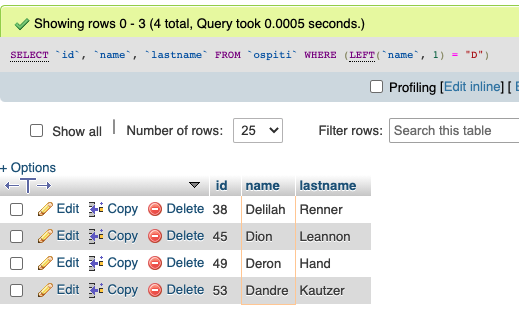 Showing rows 0 - 3 (4 total, Query took 0.0005 seconds.)
SELECT `id`, `name`, `lastname` FROM `ospiti` WHERE (LEFT(`name`, 1) = "D")
Profiling [Edit inline] [
Show all | Number of rows: 25 Filter rows: Search this table
+ Options
←T→ id name lastname
Edit Copy Delete 38 Delilah Renner
Edit Copy Delete 45 Dion Leannon
Edit Copy Delete 49 Deron Hand
Edit Copy Delete 53 Dandre Kautzer